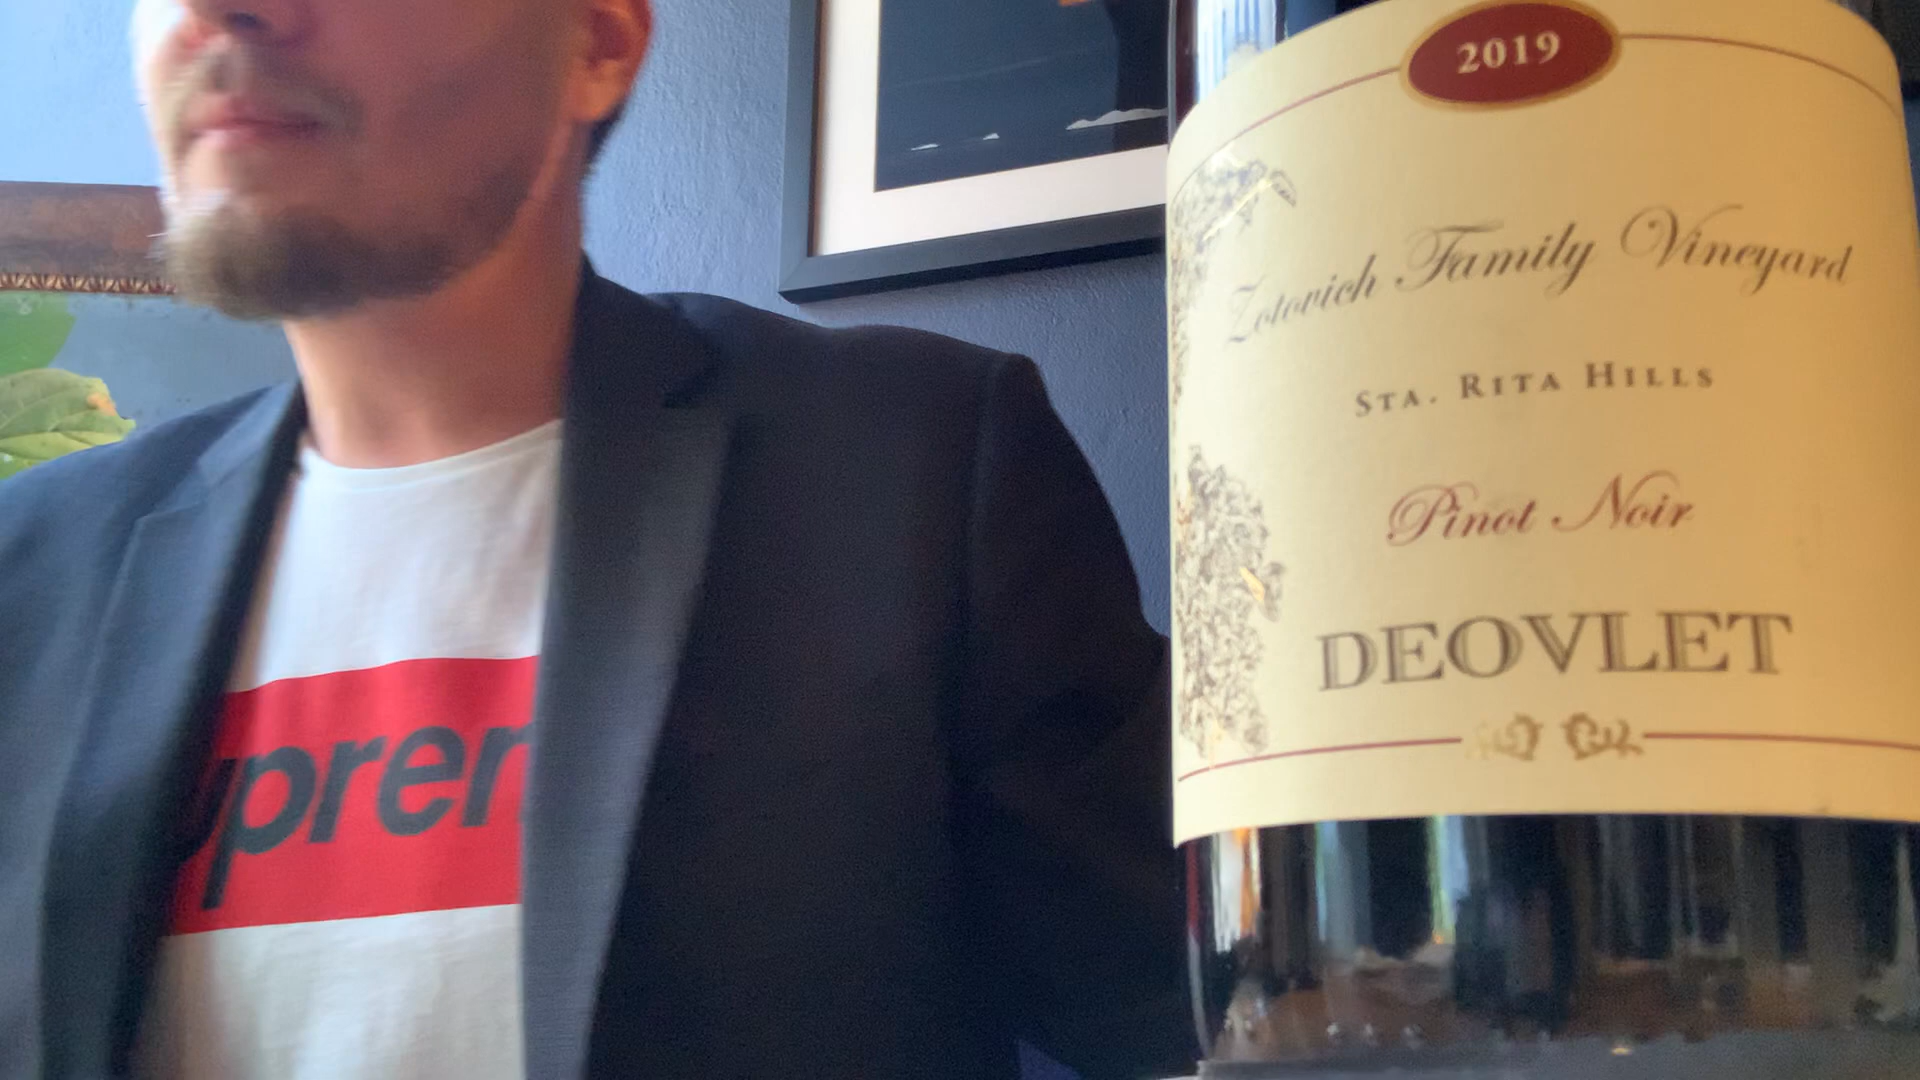 2019
Zotovich Family Vineyard
STA. RITA HILLS
Pinot Noir
DEOVLET
upren